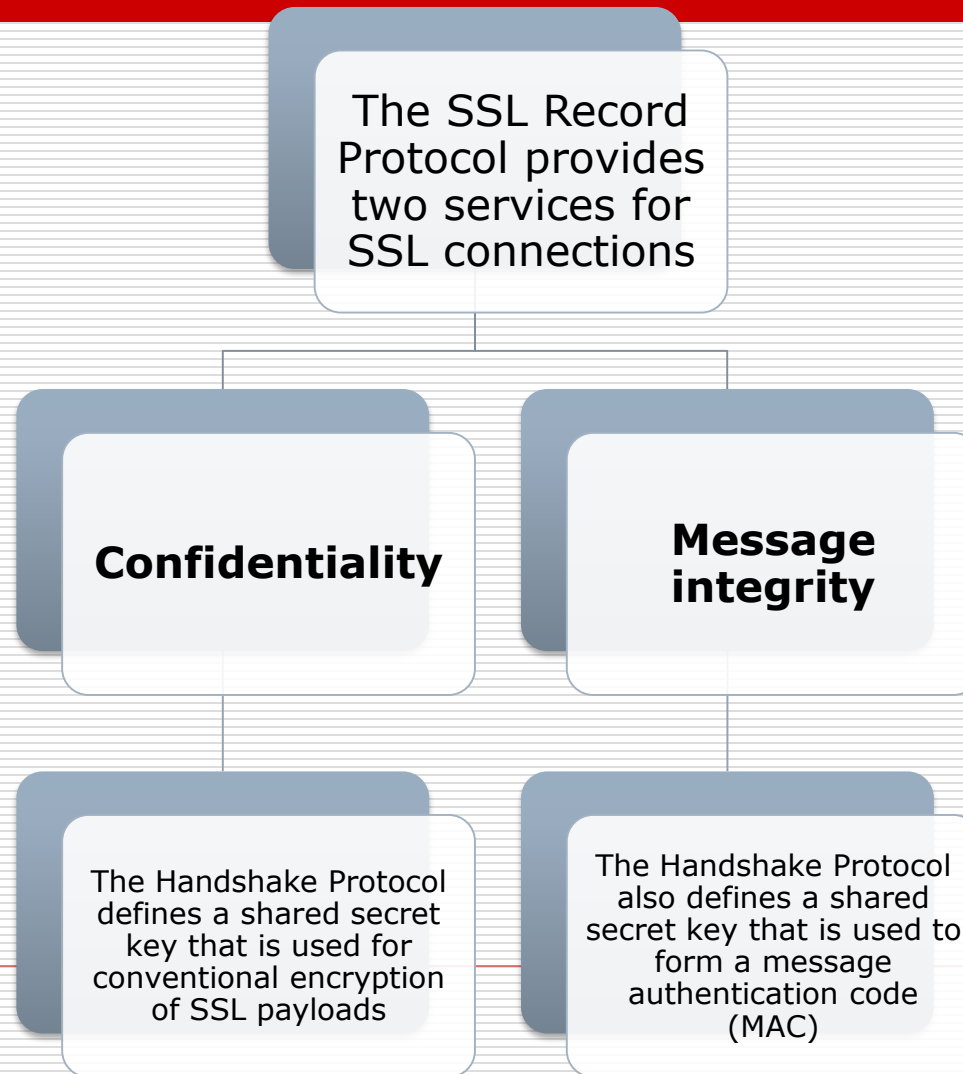 The SSL Record
Protocol provides
two services for
SSL connections
Confidentiality
Message
integrity
The Handshake Protocol
defines a shared secret
key that is used for
conventional encryption
of SSL payloads
The Handshake Protocol
also defines a shared
secret key that is used to
form a message
authentication code
(MAC)